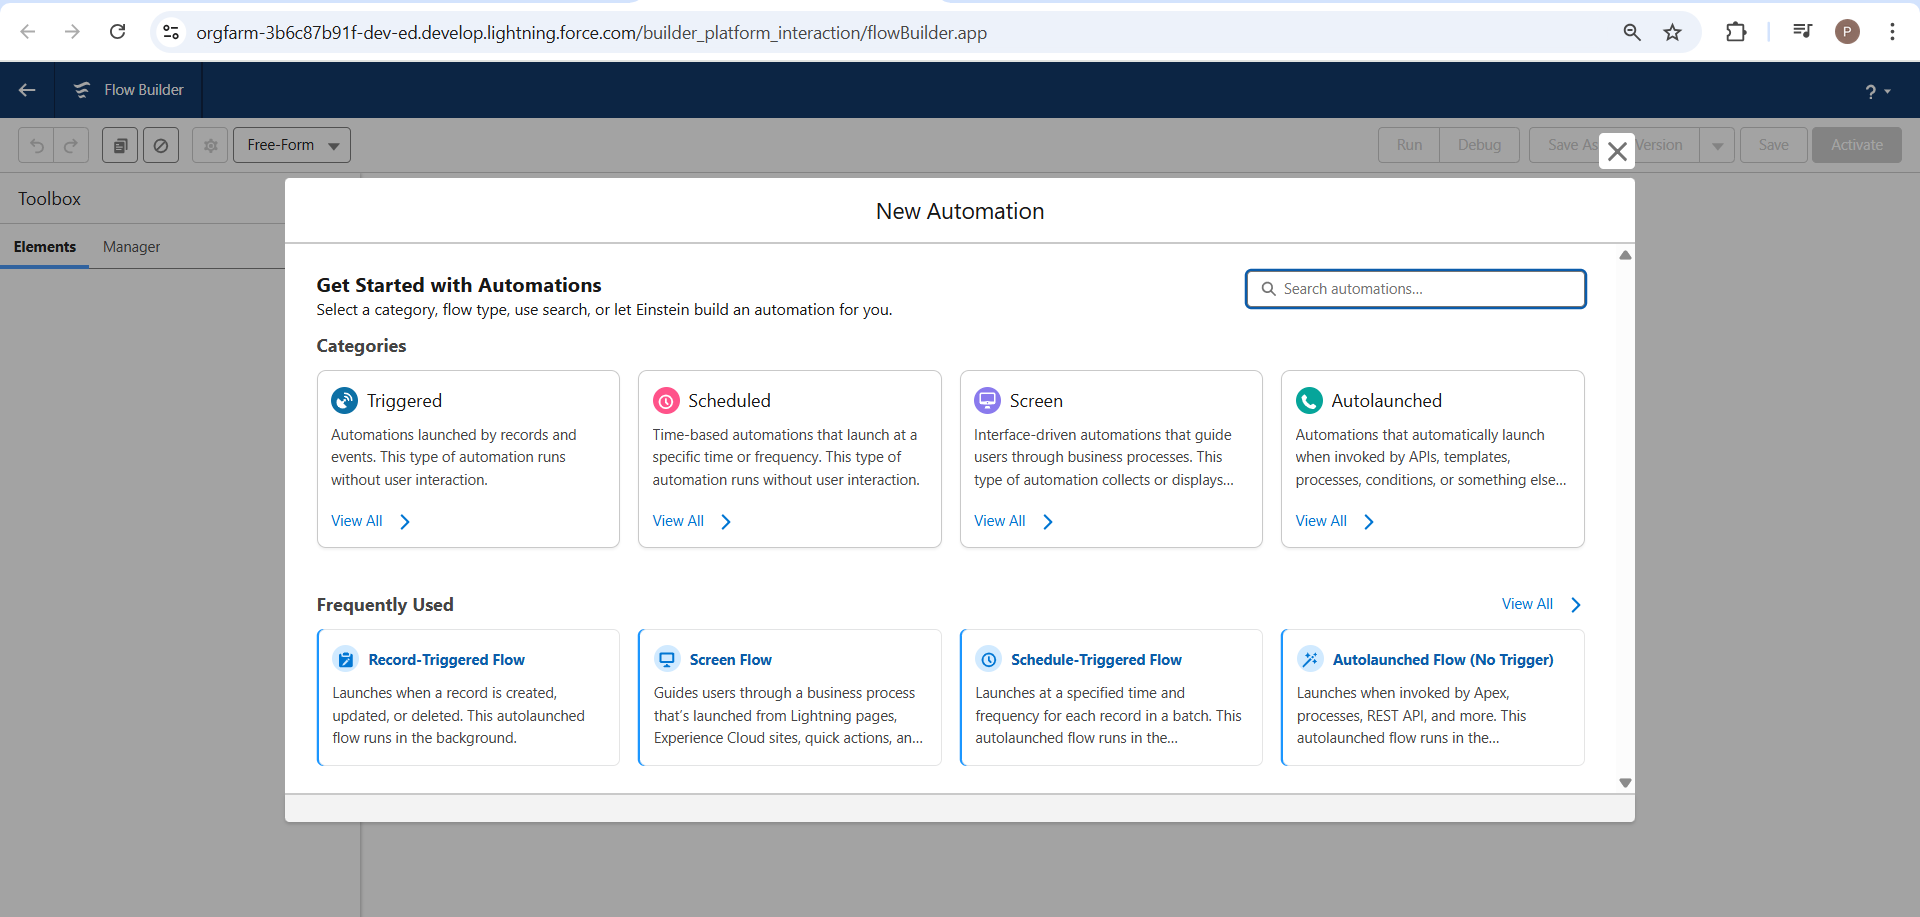 orgfarm-3b6c87b91f-dev-ed.develop.lightning.force.com/builder_platform_interaction/flowBuilder.app
P
Flow Builder
?
Free-Form
Run
Debug
Save As
Version
Save
Activate
Toolbox
Elements
Manager
New Automation
Get Started with Automations
Select a category, flow type, use search, or let Einstein build an automation for you.
Search automations...
Categories
Triggered
Automations launched by records and
events. This type of automation runs
without user interaction.
View All
Scheduled
Time-based automations that launch at a
specific time or frequency. This type of
automation runs without user interaction.
View All
Screen
Interface-driven automations that guide
users through business processes. This
type of automation collects or displays...
View All
Autolaunched
Automations that automatically launch
when invoked by APIs, templates,
processes, conditions, or something else...
View All
Frequently Used
View All
Record-Triggered Flow
Launches when a record is created,
updated, or deleted. This autolaunched
flow runs in the background.
Screen Flow
Guides users through a business process
that's launched from Lightning pages,
Experience Cloud sites, quick actions, an...
Schedule-Triggered Flow
Launches at a specified time and
frequency for each record in a batch. This
autolaunched flow runs in the...
Autolaunched Flow (No Trigger)
Launches when invoked by Apex,
processes, REST API, and more. This
autolaunched flow runs in the...